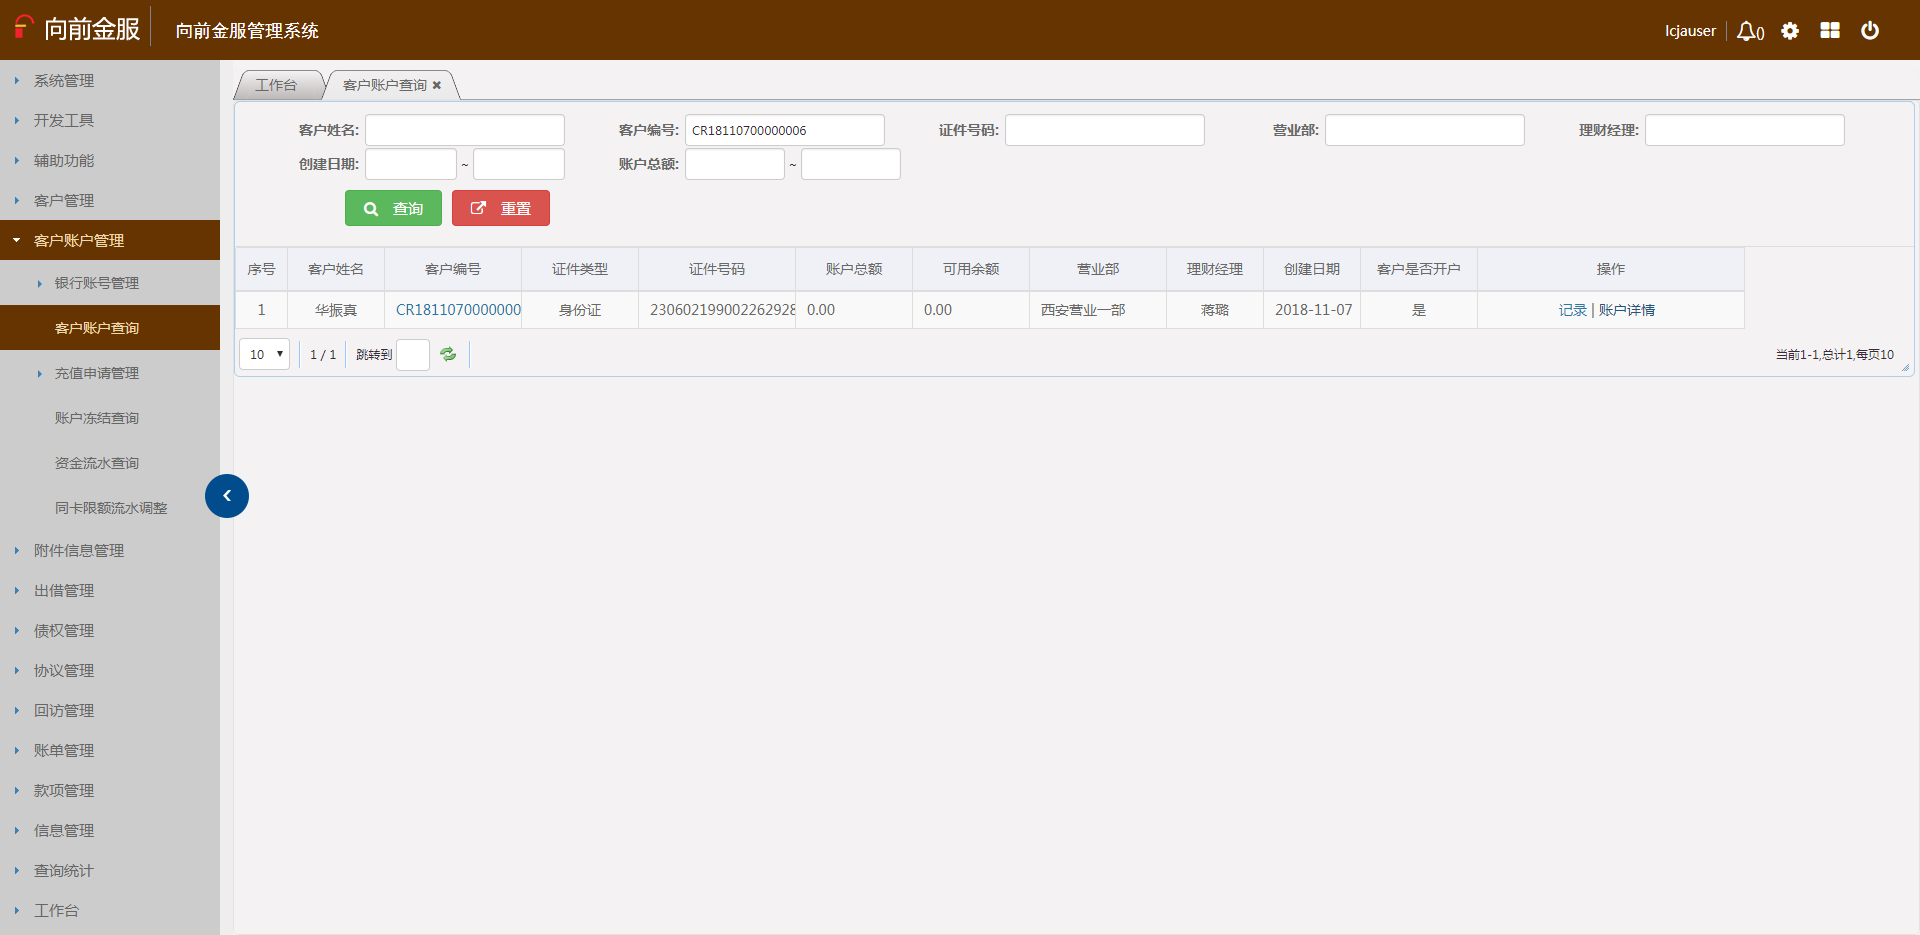 向前金服
向前金服管理系统
lcjauser
0
系统管理
开发工具
辅助功能
客户管理
客户账户管理
银行账号管理
客户账户查询
充值申请管理
账户冻结查询
资金流水查询
同卡限额流水调整
附件信息管理
出借管理
债权管理
协议管理
回访管理
账单管理
款项管理
信息管理
查询统计
工作台
工作台 客户账户查询
客户姓名: 客户编号: CR18110700000006 证件号码: 营业部: 理财经理:
创建日期: ~ 账户总额: ~
查询 重置
序号 客户姓名 客户编号 证件类型 证件号码 账户总额 可用余额 营业部 理财经理 创建日期 客户是否开户 操作
1 华振真 CR1811070000000 身份证 230602199002262928 0.00 0.00 西安营业一部 蒋璐 2018-11-07 是 记录 | 账户详情
10 1 / 1 跳转到 当前1-1,总计1,每页10